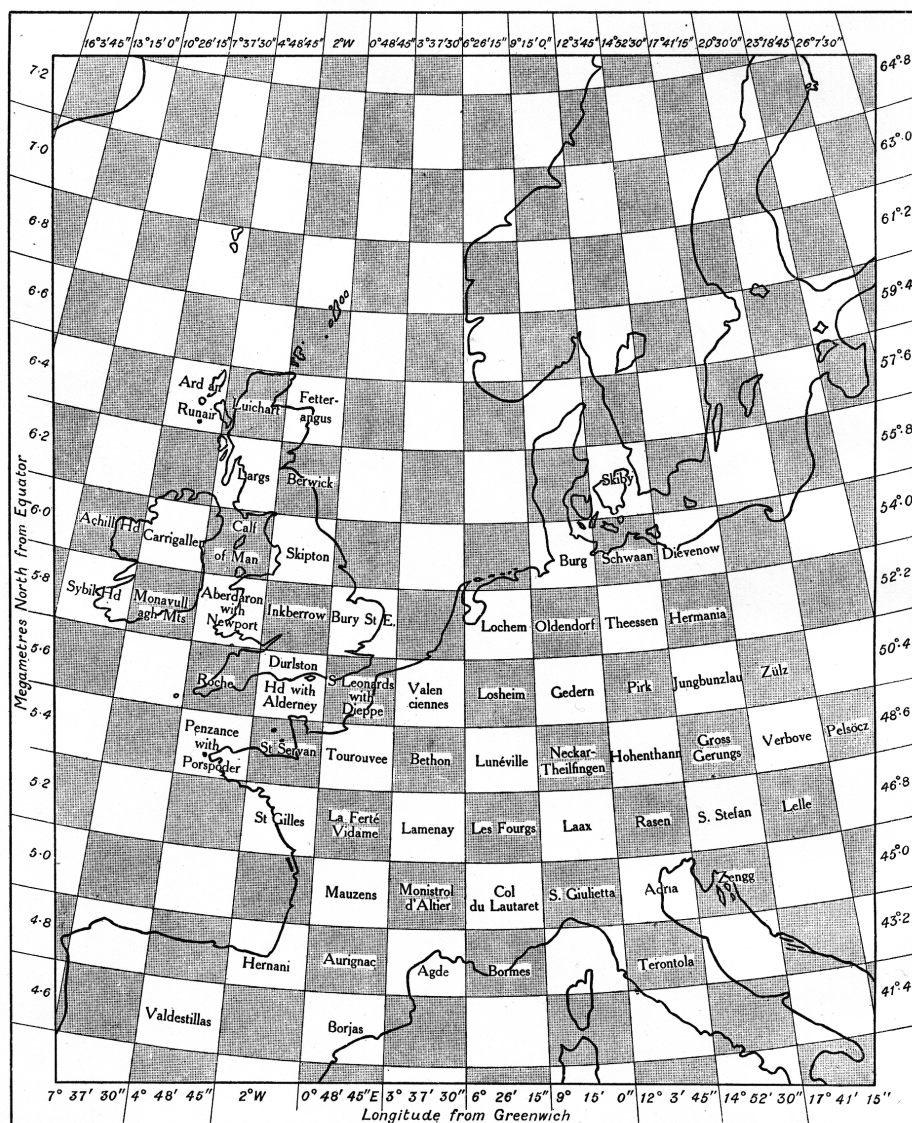 16°3'45" 13°15'0" 10°26'15" 7°37'30" 4°48'45" 2°W 0°48'45" 3°37'30" 6°26'15" 9°15'0" 12°3'45" 14°52'30" 17°41'15" 20°30'0" 23°18'45" 26°7'30"
7·2
64°·8
7·0
63°·0
6·8
61°·2
6·6
59°·4
6·4
57°·6
6·2
55°·8
6·0
54°·0
5·8
52°·2
5·6
50°·4
5·4
48°·6
5·2
46°·8
5·0
45°·0
4·8
43°·2
4·6
41°·4
Megametres North from Equator
Ard an
Runair
Luichart
Fetter-
angus
Largs
Berwick
Skiby
Achill Hd
Carrigallen
Calf
of Man
Skipton
Burg
Schwaan
Dievenow
Sybil Hd
Monavull
agh Mts
Aberdaron
with
Newport
Inkberrow
Bury St E.
Lochem
Oldendorf
Theessen
Hermania
Roche
Durlston
Hd with
Alderney
St Leonards
with
Dieppe
Valen
ciennes
Losheim
Gedern
Pirk
Jungbunzlau
Zülz
Penzance
with
Porspoder
St Servan
Tourouvee
Bethon
Lunéville
Neckar-
Theilfingen
Hohenthann
Gross
Gerungs
Verbove
Pelsöcz
St Gilles
La Ferté
Vidame
Lamenay
Les Fourgs
Laax
Rasen
S. Stefan
Lelle
Mauzens
Monistrol
d'Altier
Col
du Lautaret
S. Giulietta
Adria
Zengg
Hernani
Aurignac
Agde
Bormes
Terontola
Valdestillas
Borjas
7° 37' 30" 4° 48' 45" 2°W 0° 48' 45"E 3° 37' 30" 6° 26' 15" 9° 15' 0" 12° 3' 45" 14° 52' 30" 17° 41' 15"
Longitude from Greenwich